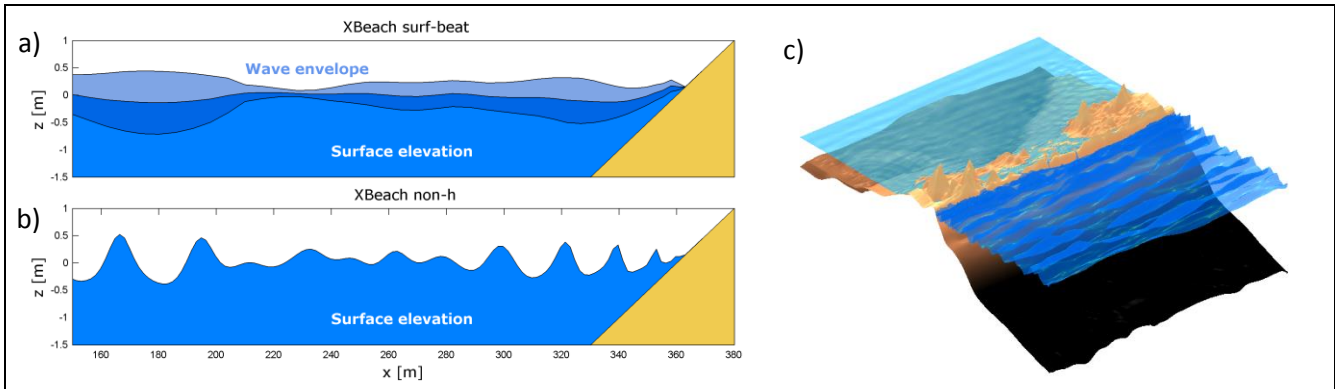 a)
XBeach surf-beat
1
0.5
0
-0.5
-1
-1.5
z [m]
Wave envelope
Surface elevation
b)
XBeach non-h
1
0.5
0
-0.5
-1
-1.5
z [m]
Surface elevation
160 180 200 220 240 260 280 300 320 340 360 380
x [m]
c)